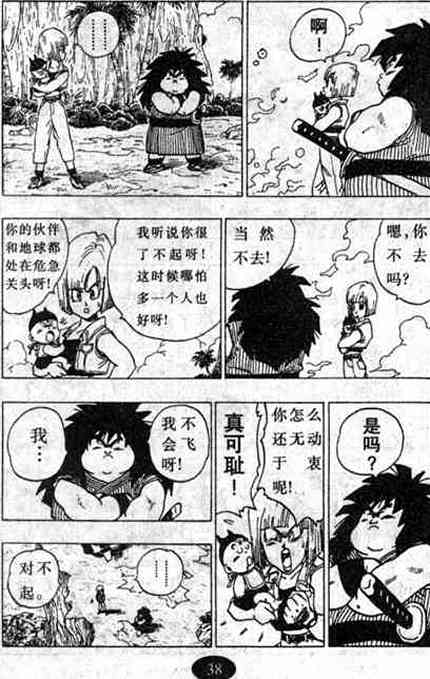 啊!
……
嗯,你
不去
吗?
当然
不去!
我听说你很
了不起呀!
这时候哪怕
多一个人也
好呀!
你的伙伴
和地球都
处在危急
关头呀!
是吗?
你怎么
还无动
于衷
呢!
真可耻!
我不
会飞
呀!
我…
……
对不
起。
38